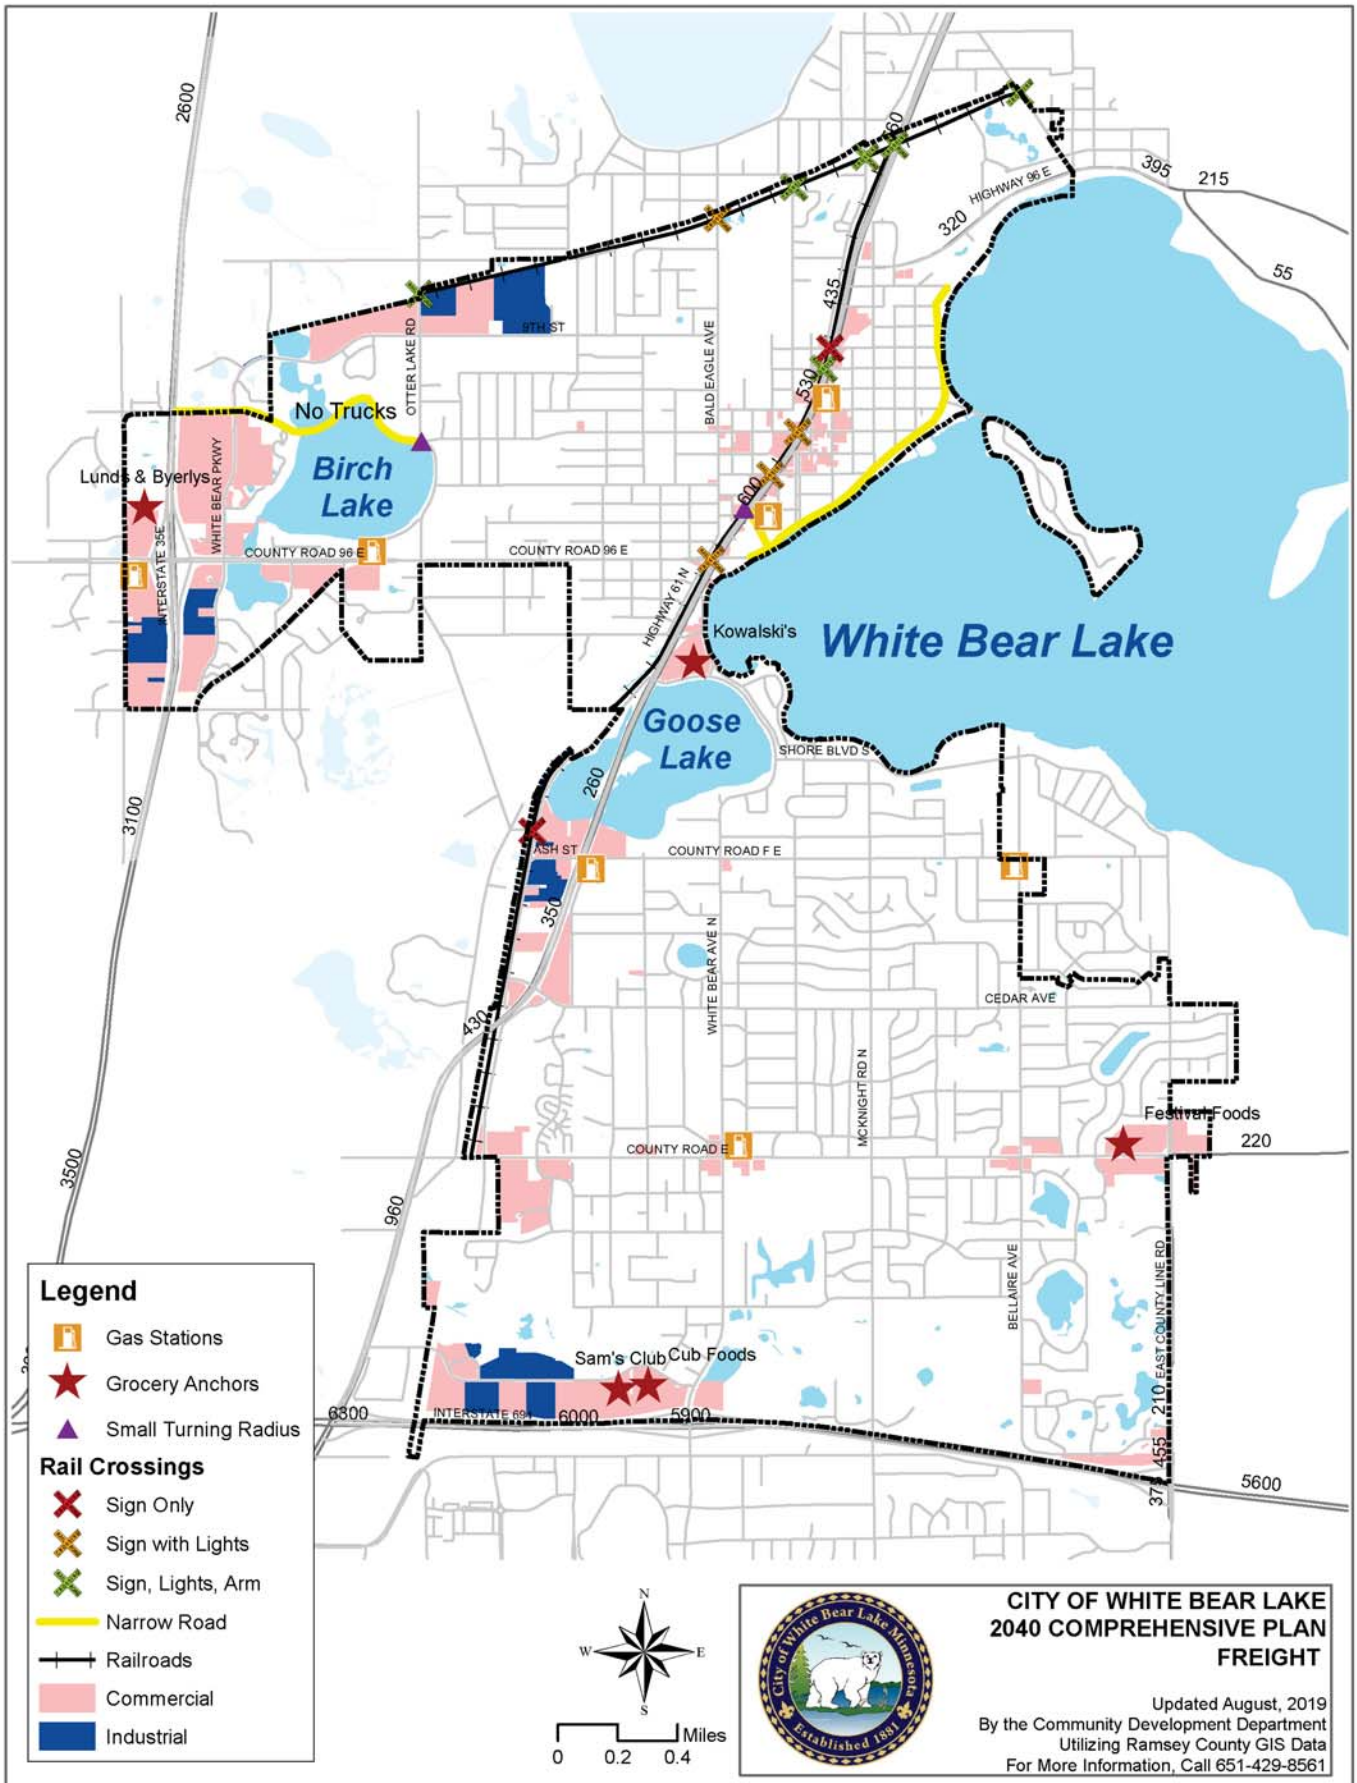 2600
560
395
215
HIGHWAY 96 E
320
55
435
9TH ST
OTTER LAKE RD
BALD EAGLE AVE
530
No Trucks
Birch
Lake
Lunds & Byerlys
WHITE BEAR PKWY
INTERSTATE 35E
600
COUNTY ROAD 96 E
COUNTY ROAD 96 E
HIGHWAY 61 N
Kowalski's
White Bear Lake
Goose
Lake
SHORE BLVD S
260
3100
ASH ST
COUNTY ROAD F E
350
WHITE BEAR AVE N
CEDAR AVE
430
MCKNIGHT RD N
Festival Foods
COUNTY ROAD E
220
3500
960
BELLAIRE AVE
EAST COUNTY LINE RD
Sam's Club
Cub Foods
6300
INTERSTATE 694
6000
5900
210
455
5600
Legend
Gas Stations
Grocery Anchors
Small Turning Radius
Rail Crossings
Sign Only
Sign with Lights
Sign, Lights, Arm
Narrow Road
Railroads
Commercial
Industrial
N
W
E
S
Miles
0 0.2 0.4
City of White Bear Lake Minnesota
Established 1881
CITY OF WHITE BEAR LAKE
2040 COMPREHENSIVE PLAN
FREIGHT
Updated August, 2019
By the Community Development Department
Utilizing Ramsey County GIS Data
For More Information, Call 651-429-8561